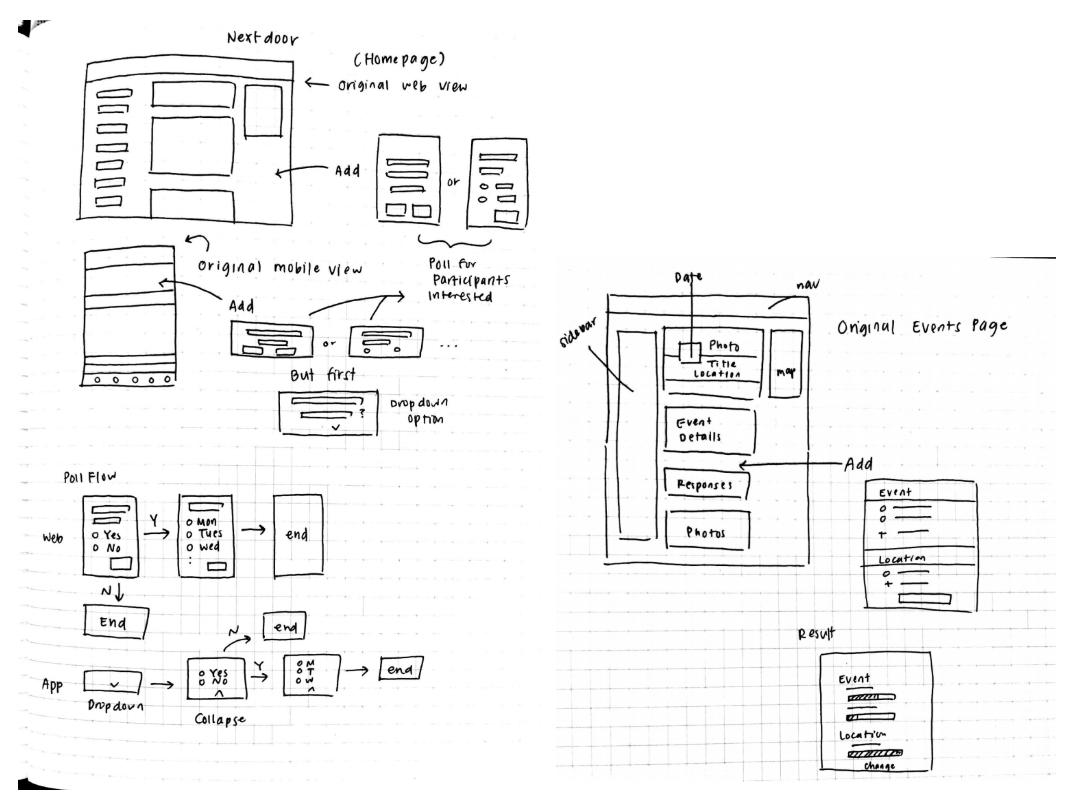 Nextdoor
(Homepage)
Original web view
Add
or
Original mobile view
Poll for
Participants
Interested
Add
or
...
But first
?
Dropdown
option
Poll Flow
Web
Yes
No
Y
Mon
Tues
Wed
:
end
N
End
N
end
App
Dropdown
Yes
No
Collapse
Y
M
T
W
end
Date
nav
sidebar
Original Events Page
Photo
Title
Location
map
Event
Details
Add
Responses
Photos
Event
+
Location
+
Result
Event
Location
Change